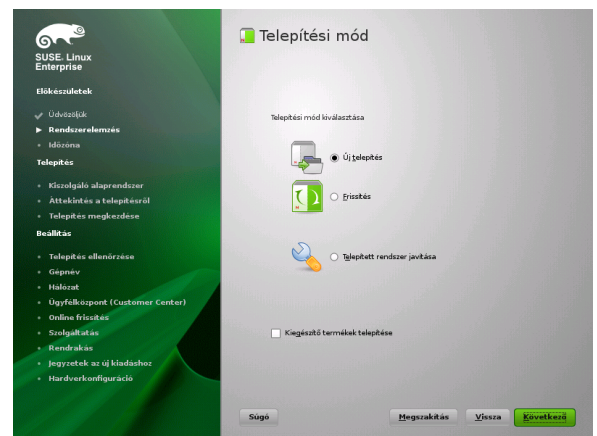 SUSE. Linux
Enterprise
Előkészületek
Üdvözöljük
Rendszerelemzés
Időzóna
Telepítés
Kiszolgáló alaprendszer
Áttekintés a telepítésről
Telepítés megkezdése
Beállítás
Telepítés ellenőrzése
Gépnév
Hálózat
Ügyfélközpont (Customer Center)
Online frissítés
Szolgáltatás
Rendrakás
Jegyzetek az új kiadáshoz
Hardverkonfiguráció
Telepítési mód
Telepítési mód kiválasztása
Új telepítés
Frissítés
Telepített rendszer javítása
Kiegészítő termékek telepítése
Súgó
Megszakítás
Vissza
Következő